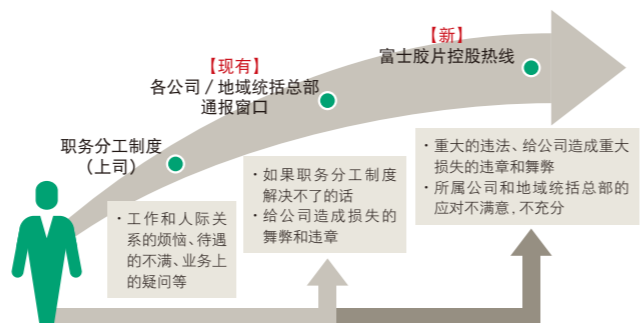 【新】
富士胶片控股热线
【现有】
各公司/地域统括总部
通报窗口
职务分工制度
（上司）
・重大的违法、给公司造成重大
损失的违章和舞弊
・所属公司和地域统括总部的
应对不满意，不充分
・如果职务分工制度
解决不了的话
・给公司造成损失的
舞弊和违章
・工作和人际关
系的烦恼、待遇
的不满、业务上
的疑问等